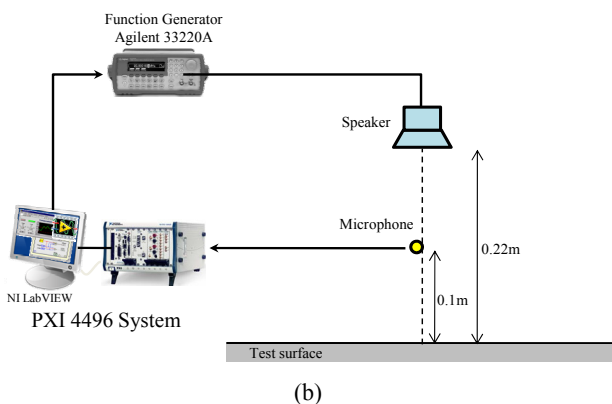 Function Generator
Agilent 33220A
Speaker
Microphone
0.22m
0.1m
NI LabVIEW
PXI 4496 System
Test surface
(b)